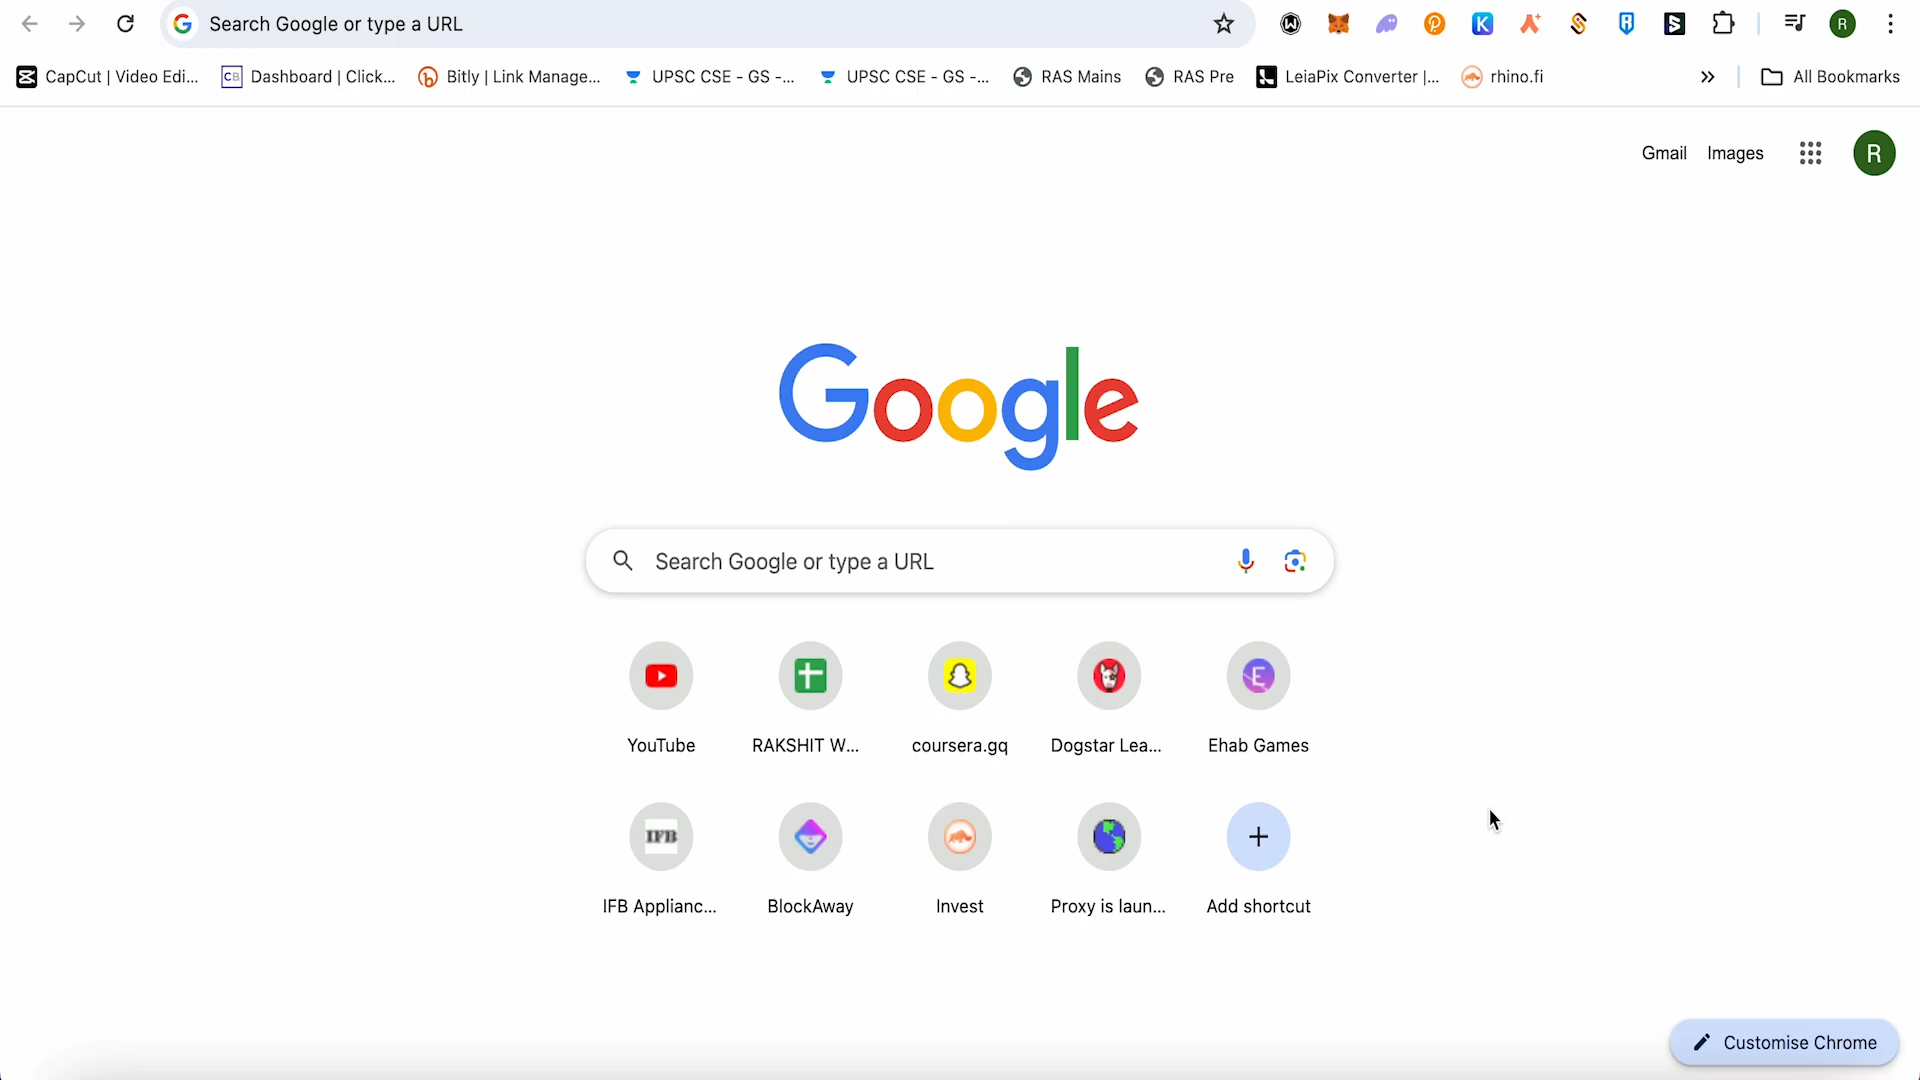 Search Google or type a URL
CapCut | Video Edi... Dashboard | Click... Bitly | Link Manage... UPSC CSE - GS -... UPSC CSE - GS -... RAS Mains RAS Pre LeiaPix Converter |... rhino.fi » All Bookmarks
Gmail Images R
Google
Search Google or type a URL
YouTube RAKSHIT W... coursera.gq Dogstar Lea... Ehab Games
IFB Applianc... BlockAway Invest Proxy is laun... Add shortcut
Customise Chrome